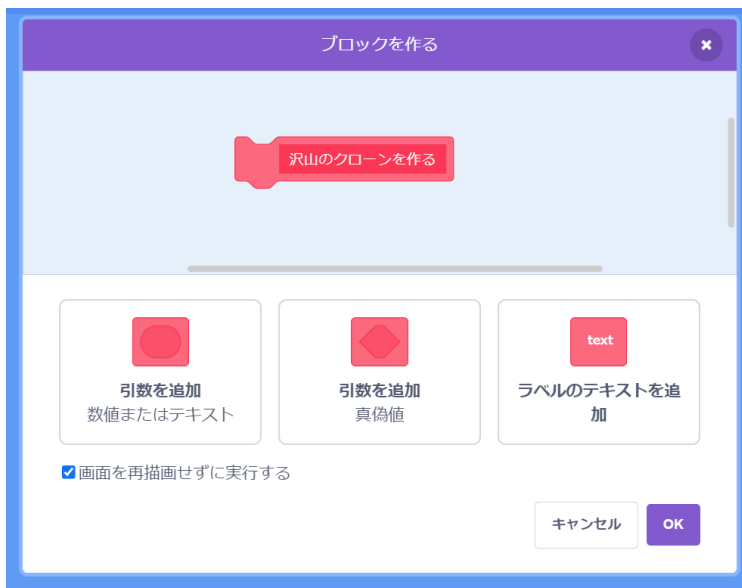 ブロックを作る
沢山のクローンを作る
text
引数を追加
数値またはテキスト
引数を追加
真偽値
ラベルのテキストを追
加
画面を再描画せずに実行する
キャンセル
OK